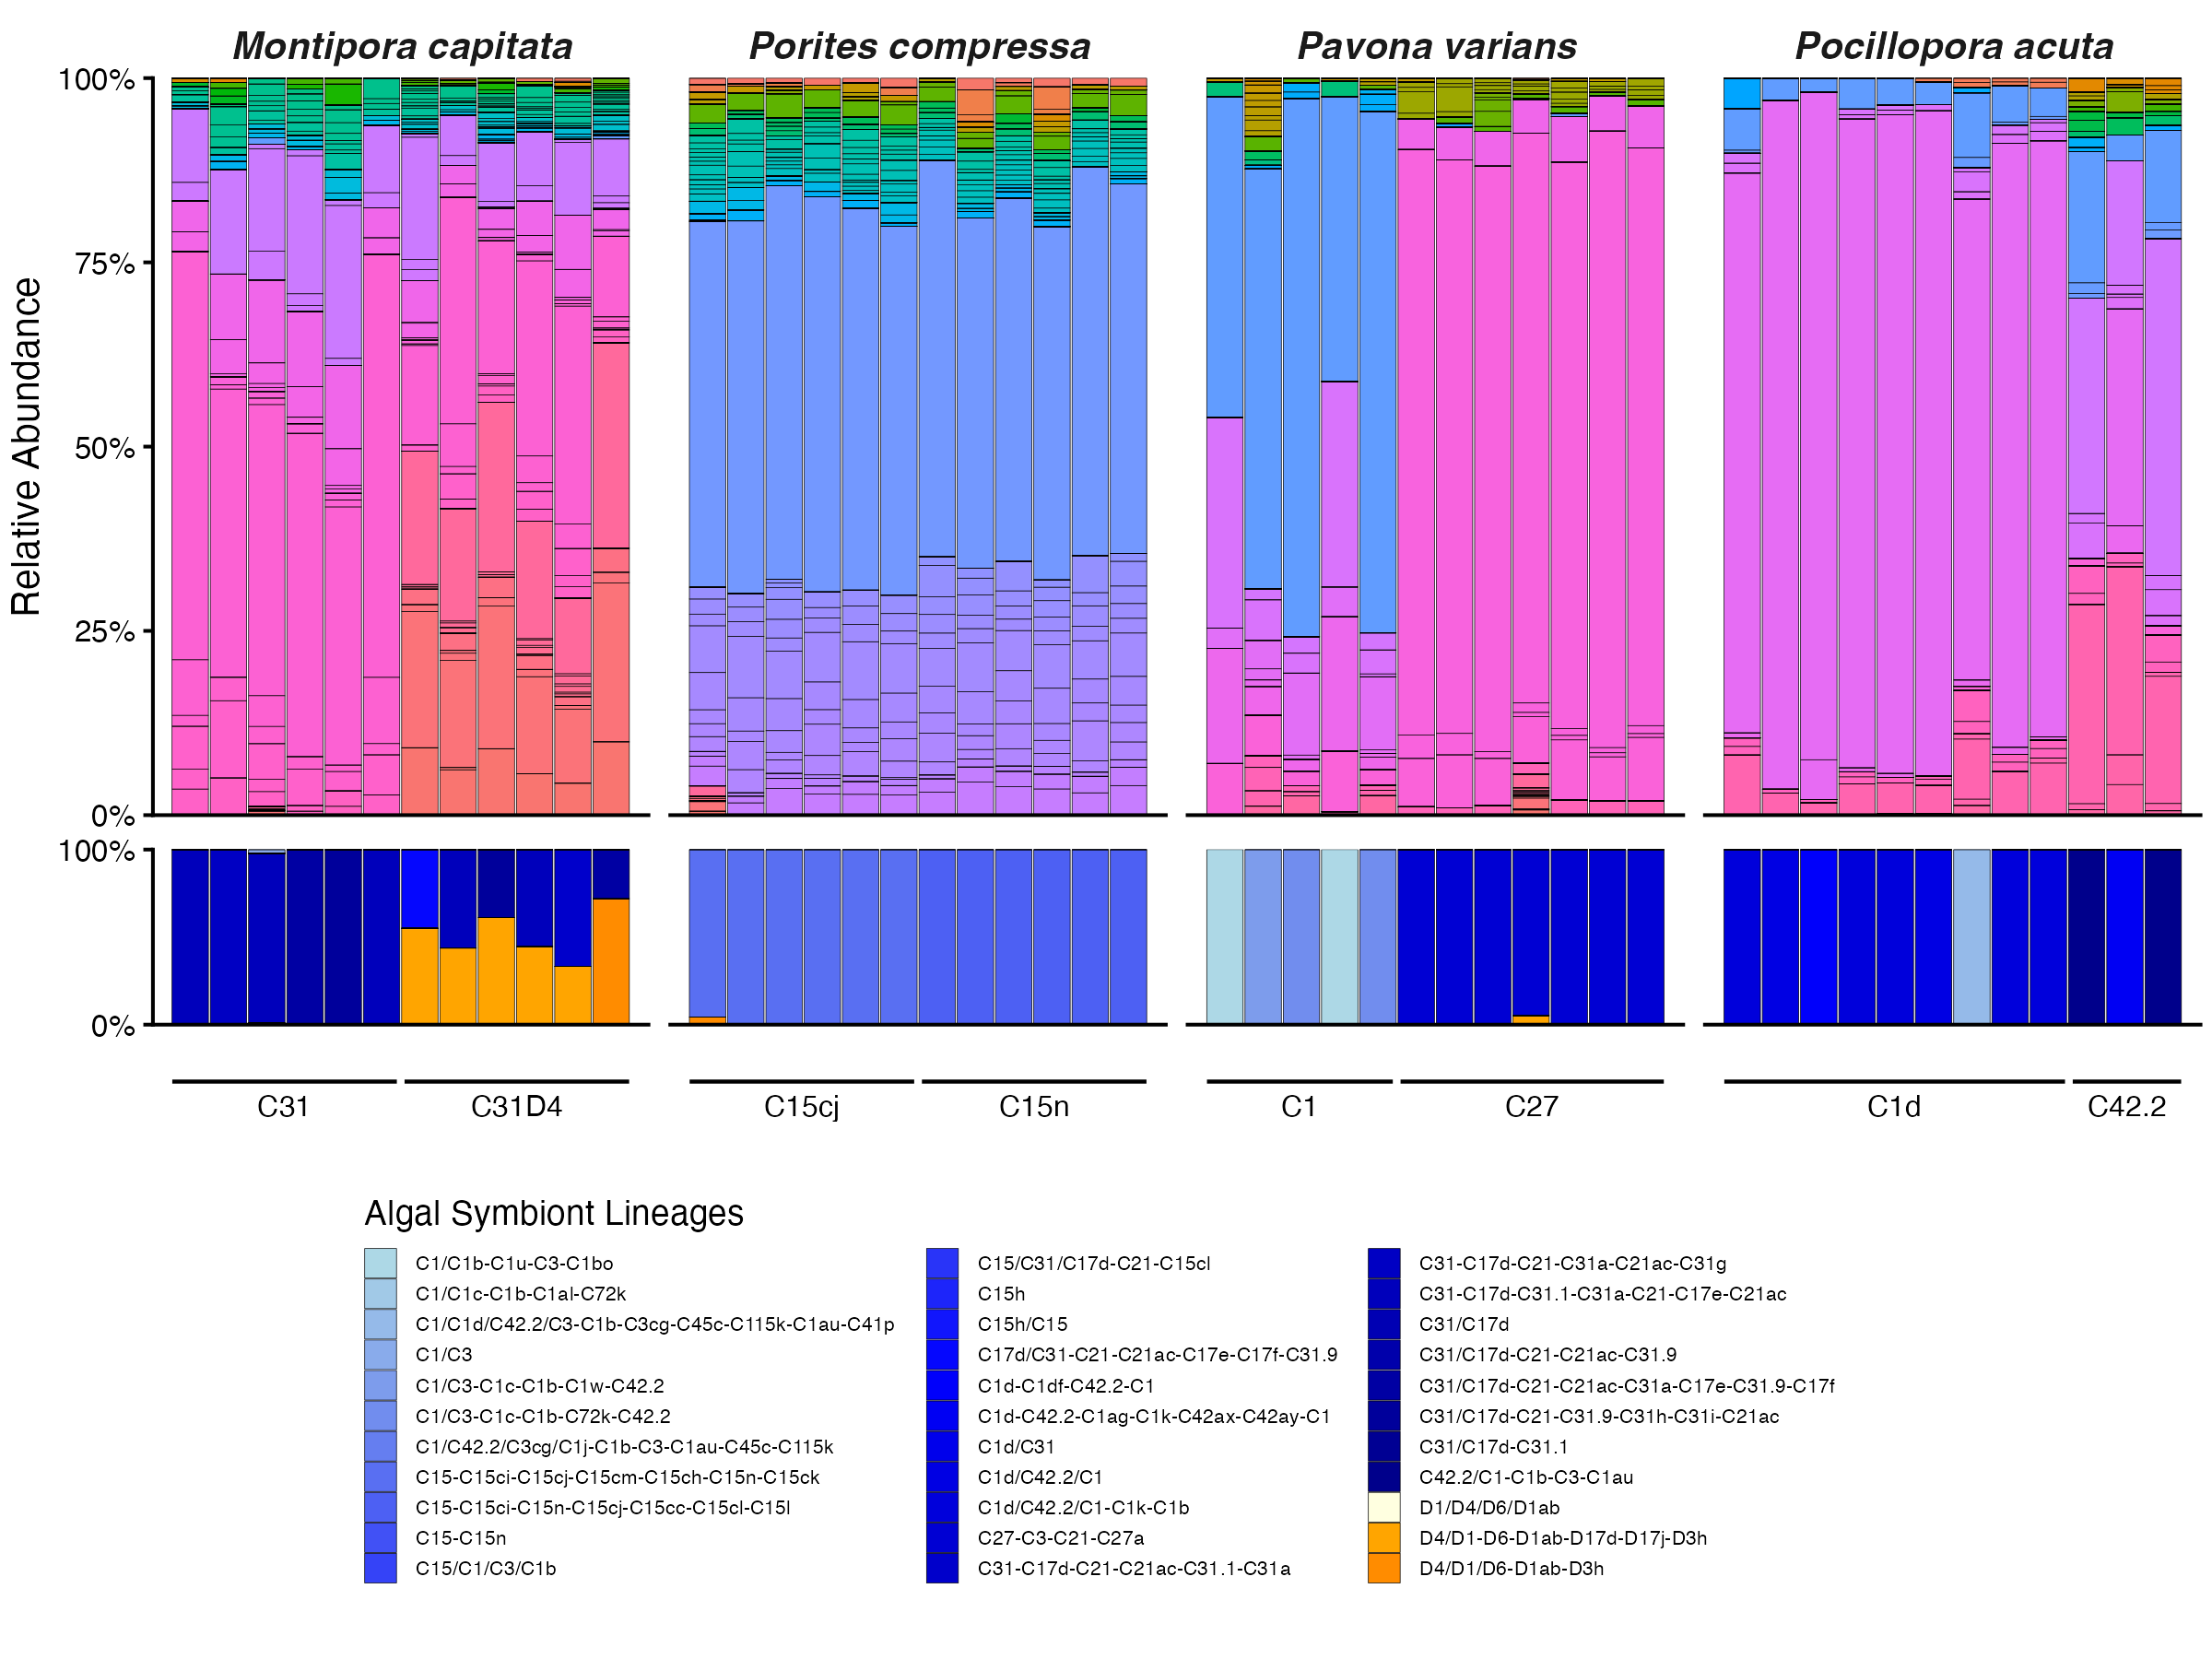 Montipora capitata
Porites compressa
Pavona varians
Pocillopora acuta
Relative Abundance
100%
75%
50%
25%
0%
100%
0%
C31
C31D4
C15cj
C15n
C1
C27
C1d
C42.2
Algal Symbiont Lineages
C1/C1b-C1u-C3-C1bo
C1/C1c-C1b-C1al-C72k
C1/C1d/C42.2/C3-C1b-C3cg-C45c-C115k-C1au-C41p
C1/C3
C1/C3-C1c-C1b-C1w-C42.2
C1/C3-C1c-C1b-C72k-C42.2
C1/C42.2/C3cg/C1j-C1b-C3-C1au-C45c-C115k
C15-C15ci-C15cj-C15cm-C15ch-C15n-C15ck
C15-C15ci-C15n-C15cj-C15cc-C15cl-C15l
C15-C15n
C15/C1/C3/C1b
C15/C31/C17d-C21-C15cl
C15h
C15h/C15
C17d/C31-C21-C21ac-C17e-C17f-C31.9
C1d-C1df-C42.2-C1
C1d-C42.2-C1ag-C1k-C42ax-C42ay-C1
C1d/C31
C1d/C42.2/C1
C1d/C42.2/C1-C1k-C1b
C27-C3-C21-C27a
C31-C17d-C21-C21ac-C31.1-C31a
C31-C17d-C21-C31a-C21ac-C31g
C31-C17d-C31.1-C31a-C21-C17e-C21ac
C31/C17d
C31/C17d-C21-C21ac-C31.9
C31/C17d-C21-C21ac-C31a-C17e-C31.9-C17f
C31/C17d-C21-C31.9-C31h-C31i-C21ac
C31/C17d-C31.1
C42.2/C1-C1b-C3-C1au
D1/D4/D6/D1ab
D4/D1-D6-D1ab-D17d-D17j-D3h
D4/D1/D6-D1ab-D3h